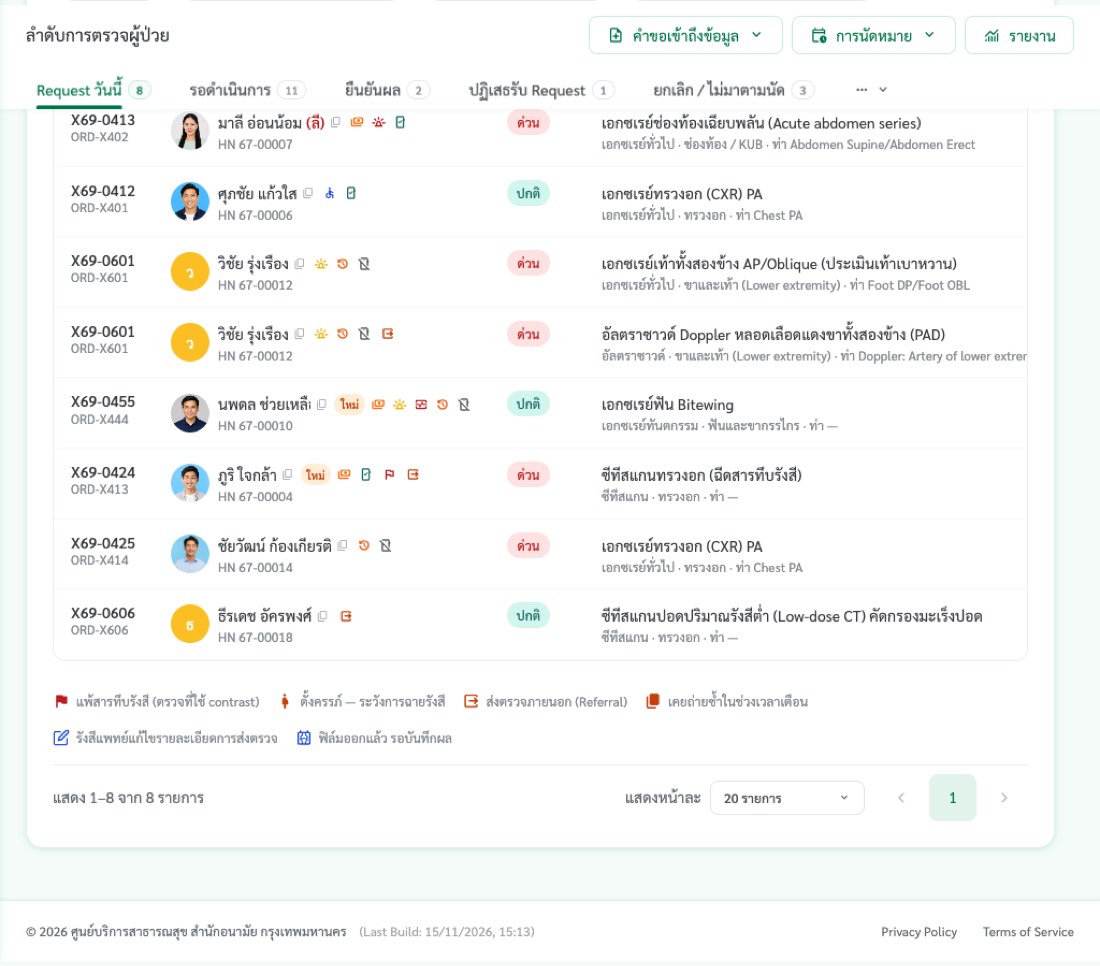 ลำดับการตรวจผู้ป่วย
คำขอเข้าถึงข้อมูล
การนัดหมาย
รายงาน
Request วันนี้ 8
รอดำเนินการ 11
ยืนยันผล 2
ปฏิเสธรับ Request 1
ยกเลิก / ไม่มาตามนัด 3
X69-0413
ORD-X402
มาลี อ่อนน้อม (ลี)
HN 67-00007
ด่วน
เอกซเรย์ช่องท้องเฉียบพลัน (Acute abdomen series)
เอกซเรย์ทั่วไป · ช่องท้อง / KUB · ท่า Abdomen Supine/Abdomen Erect
X69-0412
ORD-X401
ศุภชัย แก้วใส
HN 67-00006
ปกติ
เอกซเรย์ทรวงอก (CXR) PA
เอกซเรย์ทั่วไป · ทรวงอก · ท่า Chest PA
X69-0601
ORD-X601
ว
วิชัย รุ่งเรือง
HN 67-00012
ด่วน
เอกซเรย์เท้าทั้งสองข้าง AP/Oblique (ประเมินเท้าเบาหวาน)
เอกซเรย์ทั่วไป · ขาและเท้า (Lower extremity) · ท่า Foot DP/Foot OBL
X69-0601
ORD-X601
ว
วิชัย รุ่งเรือง
HN 67-00012
ด่วน
อัลตราซาวด์ Doppler หลอดเลือดแดงขาทั้งสองข้าง (PAD)
อัลตราซาวด์ · ขาและเท้า (Lower extremity) · ท่า Doppler: Artery of lower extrer
X69-0455
ORD-X444
นพดล ช่วยเหลื
ใหม่
HN 67-00010
ปกติ
เอกซเรย์ฟัน Bitewing
เอกซเรย์ทันตกรรม · ฟันและขากรรไกร · ท่า —
X69-0424
ORD-X413
ภูริ ใจกล้า
ใหม่
HN 67-00004
ด่วน
ซีทีสแกนทรวงอก (ฉีดสารทึบรังสี)
ซีทีสแกน · ทรวงอก · ท่า —
X69-0425
ORD-X414
ชัยวัฒน์ ก้องเกียรติ
HN 67-00014
ด่วน
เอกซเรย์ทรวงอก (CXR) PA
เอกซเรย์ทั่วไป · ทรวงอก · ท่า Chest PA
X69-0606
ORD-X606
ธ
ธีรเดช อัครพงศ์
HN 67-00018
ปกติ
ซีทีสแกนปอดปริมาณรังสีต่ำ (Low-dose CT) คัดกรองมะเร็งปอด
ซีทีสแกน · ทรวงอก · ท่า —
แพ้สารทึบรังสี (ตรวจที่ใช้ contrast)
ตั้งครรภ์ — ระวังการฉายรังสี
ส่งตรวจภายนอก (Referral)
เคยถ่ายซ้ำในช่วงเวลาเดือน
รังสีแพทย์แก้ไขรายละเอียดการส่งตรวจ
ฟิล์มออกแล้ว รอบันทึกผล
แสดง 1–8 จาก 8 รายการ
แสดงหน้าละ
20 รายการ
1
© 2026 ศูนย์บริการสาธารณสุข สำนักอนามัย กรุงเทพมหานคร
(Last Build: 15/11/2026, 15:13)
Privacy Policy
Terms of Service